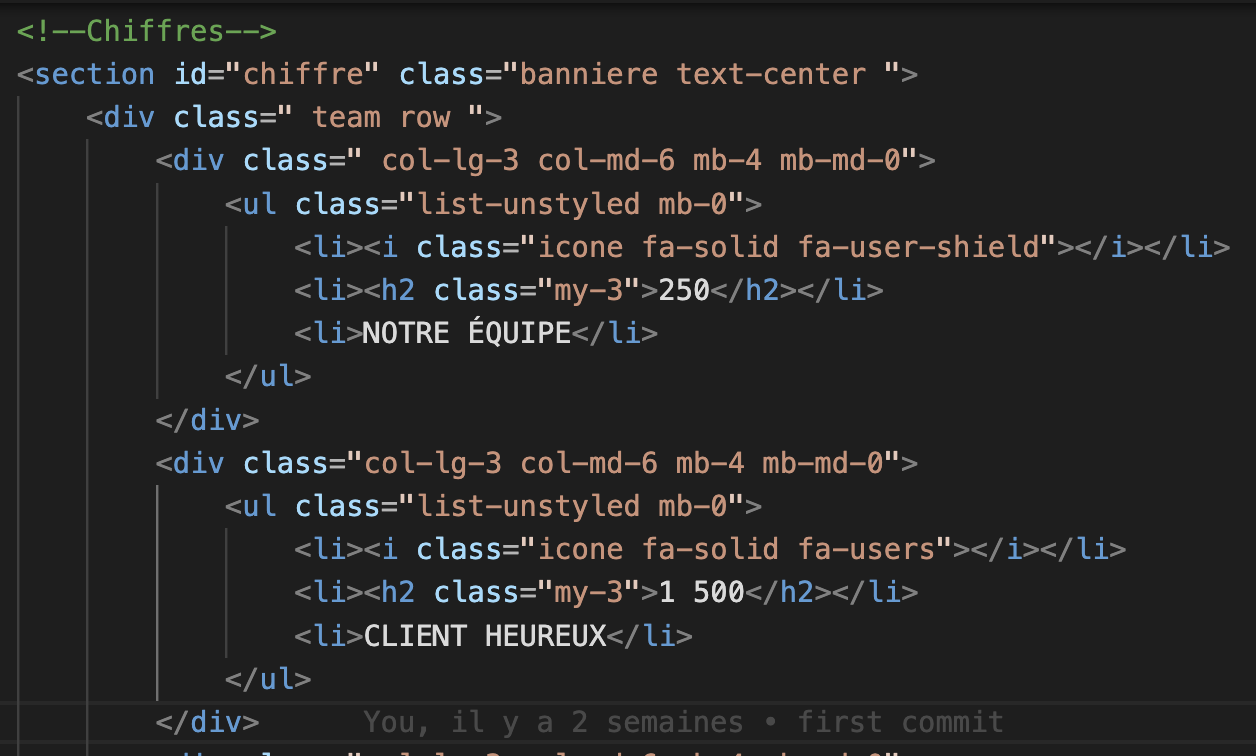 <!--Chiffres-->
<section id="chiffre" class="banniere text-center ">
<div class=" team row ">
<div class=" col-lg-3 col-md-6 mb-4 mb-md-0">
<ul class="list-unstyled mb-0">
<li><i class="icone fa-solid fa-user-shield"></i></li>
<li><h2 class="my-3">250</h2></li>
<li>NOTRE ÉQUIPE</li>
</ul>
</div>
<div class="col-lg-3 col-md-6 mb-4 mb-md-0">
<ul class="list-unstyled mb-0">
<li><i class="icone fa-solid fa-users"></i></li>
<li><h2 class="my-3">1 500</h2></li>
<li>CLIENT HEUREUX</li>
</ul>
</div> You, il y a 2 semaines • first commit